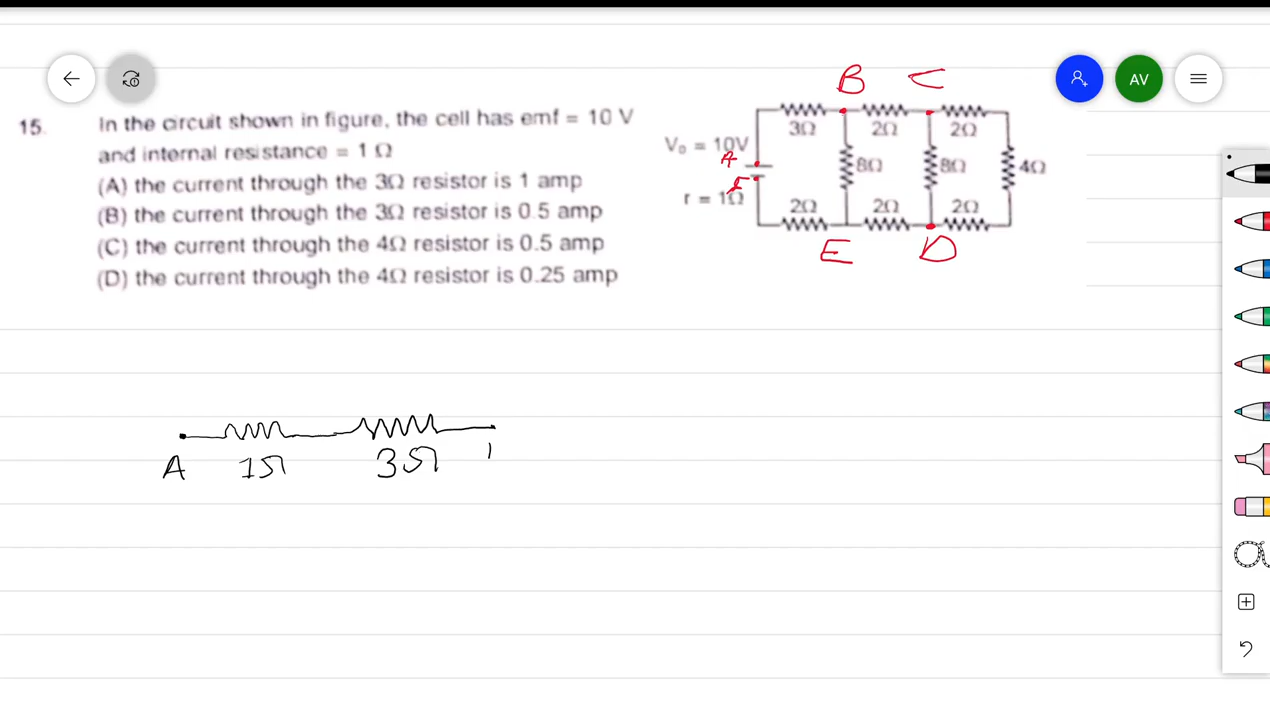 15. In the circuit shown in figure, the cell has emf = 10 V
and internal resistance = 1 Ω
(A) the current through the 3Ω resistor is 1 amp
(B) the current through the 3Ω resistor is 0.5 amp
(C) the current through the 4Ω resistor is 0.5 amp
(D) the current through the 4Ω resistor is 0.25 amp
B C
3Ω 2Ω 2Ω
V₀ = 10V
A
8Ω 8Ω 4Ω
r = 1Ω
2Ω 2Ω 2Ω
E D
AV
A 1Ω 3Ω